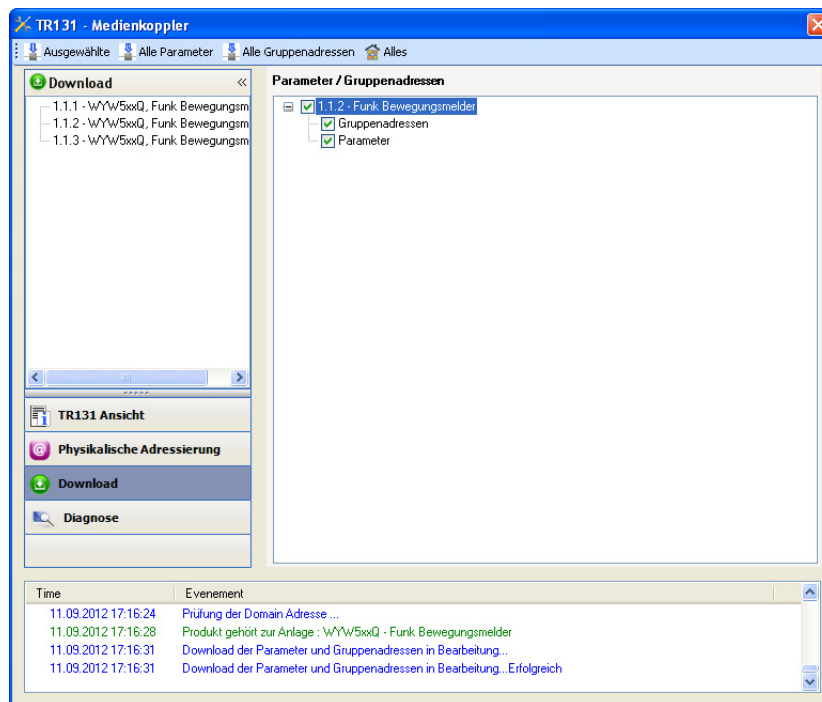 TR131 - Medienkoppler
Ausgewählte Alle Parameter Alle Gruppenadressen Alles
Download «
1.1.1 - WYW5xxQ, Funk Bewegungsm
1.1.2 - WYW5xxQ, Funk Bewegungsm
1.1.3 - WYW5xxQ, Funk Bewegungsm
Parameter / Gruppenadressen
1.1.2 - Funk Bewegungsmelder
Gruppenadressen
Parameter
TR131 Ansicht
Physikalische Adressierung
Download
Diagnose
Time Evenement
11.09.2012 17:16:24 Prüfung der Domain Adresse ...
11.09.2012 17:16:28 Produkt gehört zur Anlage : WYW5xxQ - Funk Bewegungsmelder
11.09.2012 17:16:31 Download der Parameter und Gruppenadressen in Bearbeitung...
11.09.2012 17:16:31 Download der Parameter und Gruppenadressen in Bearbeitung...Erfolgreich